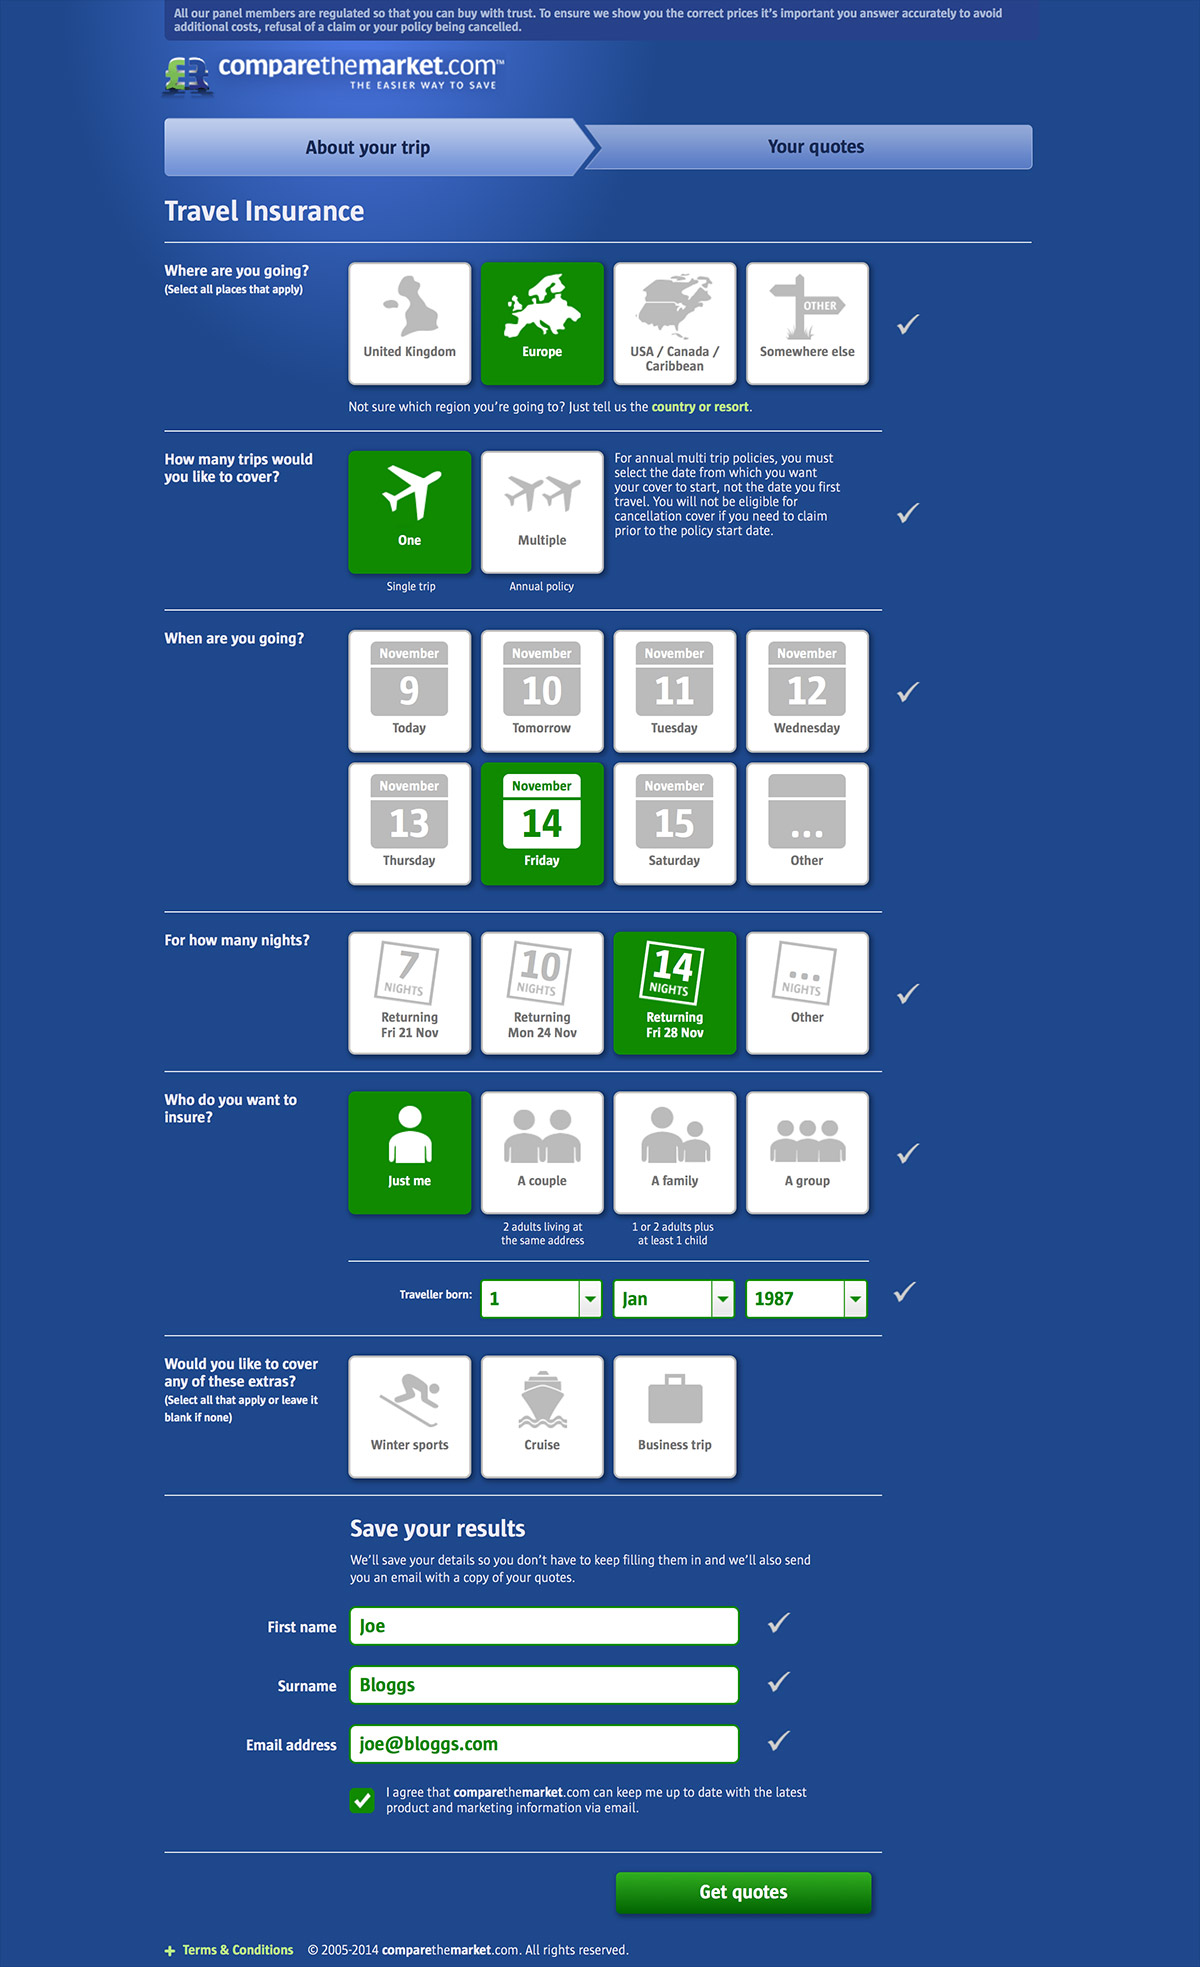 All our panel members are regulated so that you can buy with trust. To ensure we show you the correct prices it's important you answer accurately to avoid
additional costs, refusal of a claim or your policy being cancelled.
comparethemarket.com™
THE EASIER WAY TO SAVE
About your trip
Your quotes
Travel Insurance
Where are you going?
(Select all places that apply)
United Kingdom
Europe
USA / Canada /
Caribbean
OTHER
Somewhere else
Not sure which region you're going to? Just tell us the country or resort.
How many trips would
you like to cover?
One
Multiple
Single trip
Annual policy
For annual multi trip policies, you must
select the date from which you want
your cover to start, not the date you first
travel. You will not be eligible for
cancellation cover if you need to claim
prior to the policy start date.
When are you going?
November
9
Today
November
10
Tomorrow
November
11
Tuesday
November
12
Wednesday
November
13
Thursday
November
14
Friday
November
15
Saturday
...
Other
For how many nights?
7
NIGHTS
Returning
Fri 21 Nov
10
NIGHTS
Returning
Mon 24 Nov
14
NIGHTS
Returning
Fri 28 Nov
...
NIGHTS
Other
Who do you want to
insure?
Just me
A couple
A family
A group
2 adults living at
the same address
1 or 2 adults plus
at least 1 child
Traveller born:
1
Jan
1987
Would you like to cover
any of these extras?
(Select all that apply or leave it
blank if none)
Winter sports
Cruise
Business trip
Save your results
We'll save your details so you don't have to keep filling them in and we'll also send
you an email with a copy of your quotes.
First name
Joe
Surname
Bloggs
Email address
joe@bloggs.com
I agree that comparethemarket.com can keep me up to date with the latest
product and marketing information via email.
Get quotes
+ Terms & Conditions © 2005-2014 comparethemarket.com. All rights reserved.